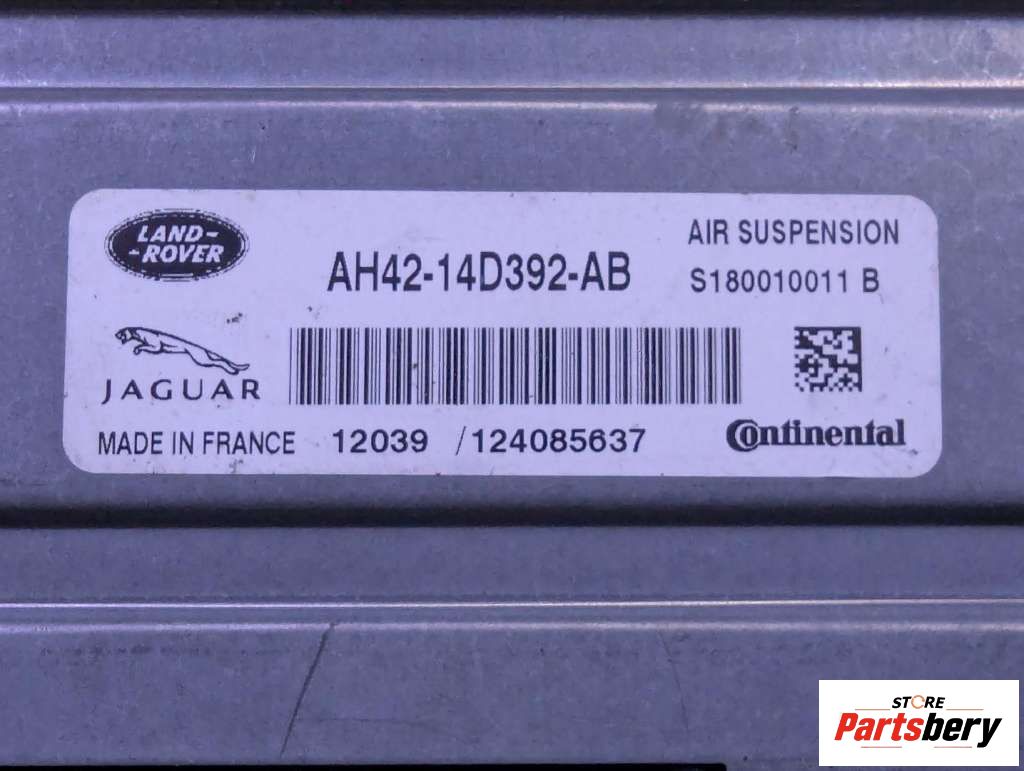 LAND-
-ROVER
AH42-14D392-AB
AIR SUSPENSION
S180010011 B
JAGUAR
MADE IN FRANCE
12039 /124085637
Continental
STORE
Partsbery